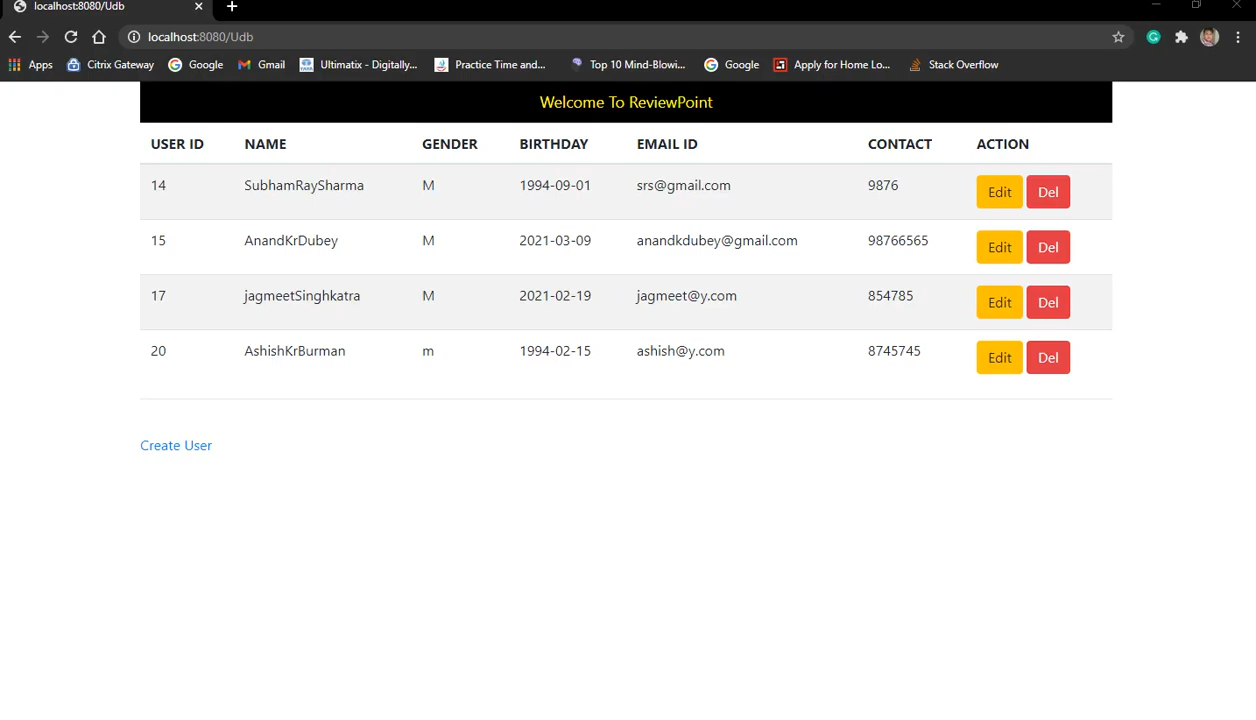 localhost:8080/Udb
localhost:8080/Udb
Apps Citrix Gateway Google Gmail Ultimatix - Digitally... Practice Time and... Top 10 Mind-Blowi... Google Apply for Home Lo... Stack Overflow
Welcome To ReviewPoint
USER ID NAME GENDER BIRTHDAY EMAIL ID CONTACT ACTION
14 SubhamRaySharma M 1994-09-01 srs@gmail.com 9876 Edit Del
15 AnandKrDubey M 2021-03-09 anandkdubey@gmail.com 98766565 Edit Del
17 jagmeetSinghkatra M 2021-02-19 jagmeet@y.com 854785 Edit Del
20 AshishKrBurman m 1994-02-15 ashish@y.com 8745745 Edit Del
Create User